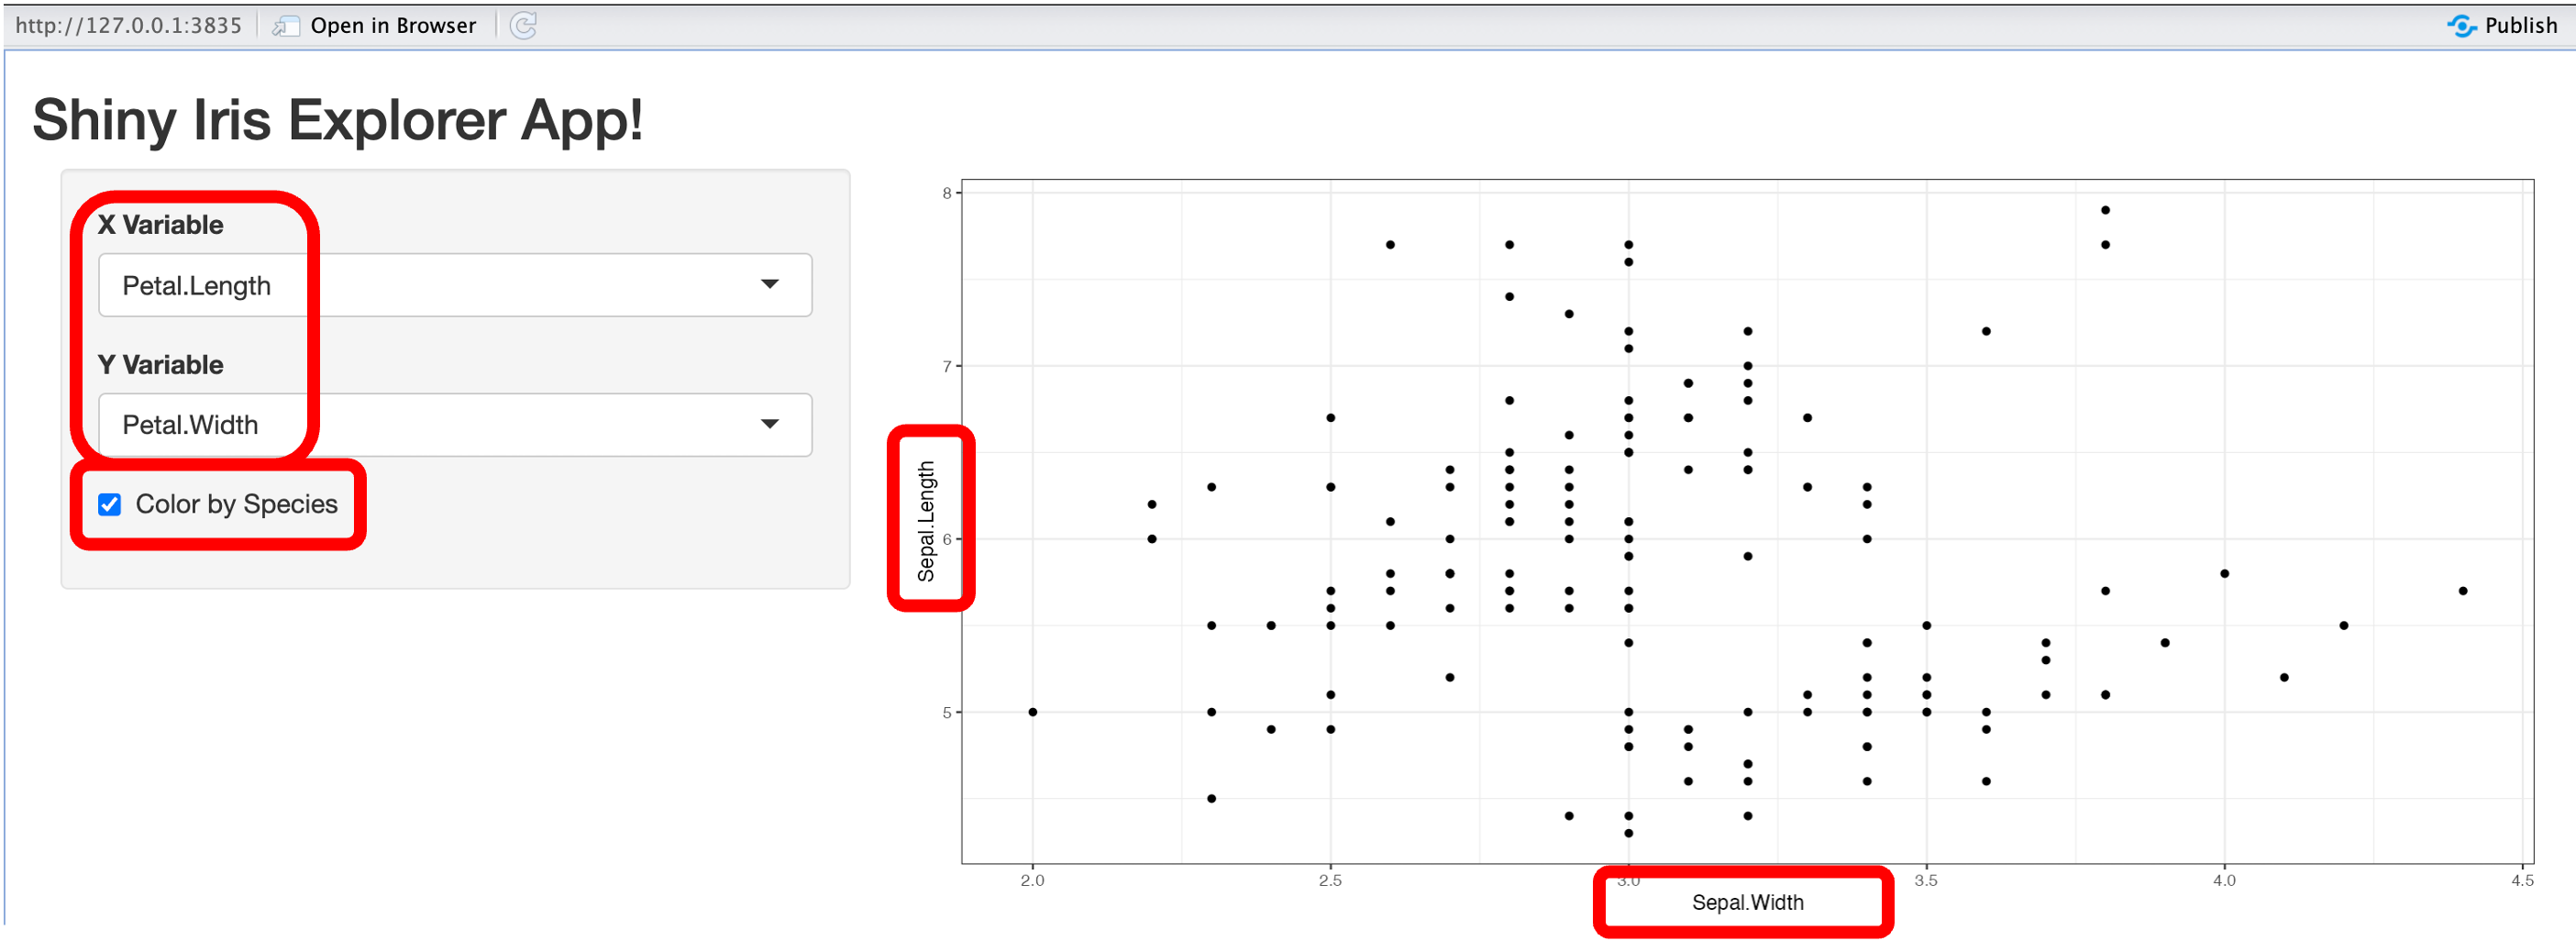 http://127.0.0.1:3835 Open in Browser Publish
Shiny Iris Explorer App!
X Variable
Petal.Length
Y Variable
Petal.Width
Color by Species
Sepal.Length
8
7
6
5
2.0 2.5 3.0 3.5 4.0 4.5
Sepal.Width